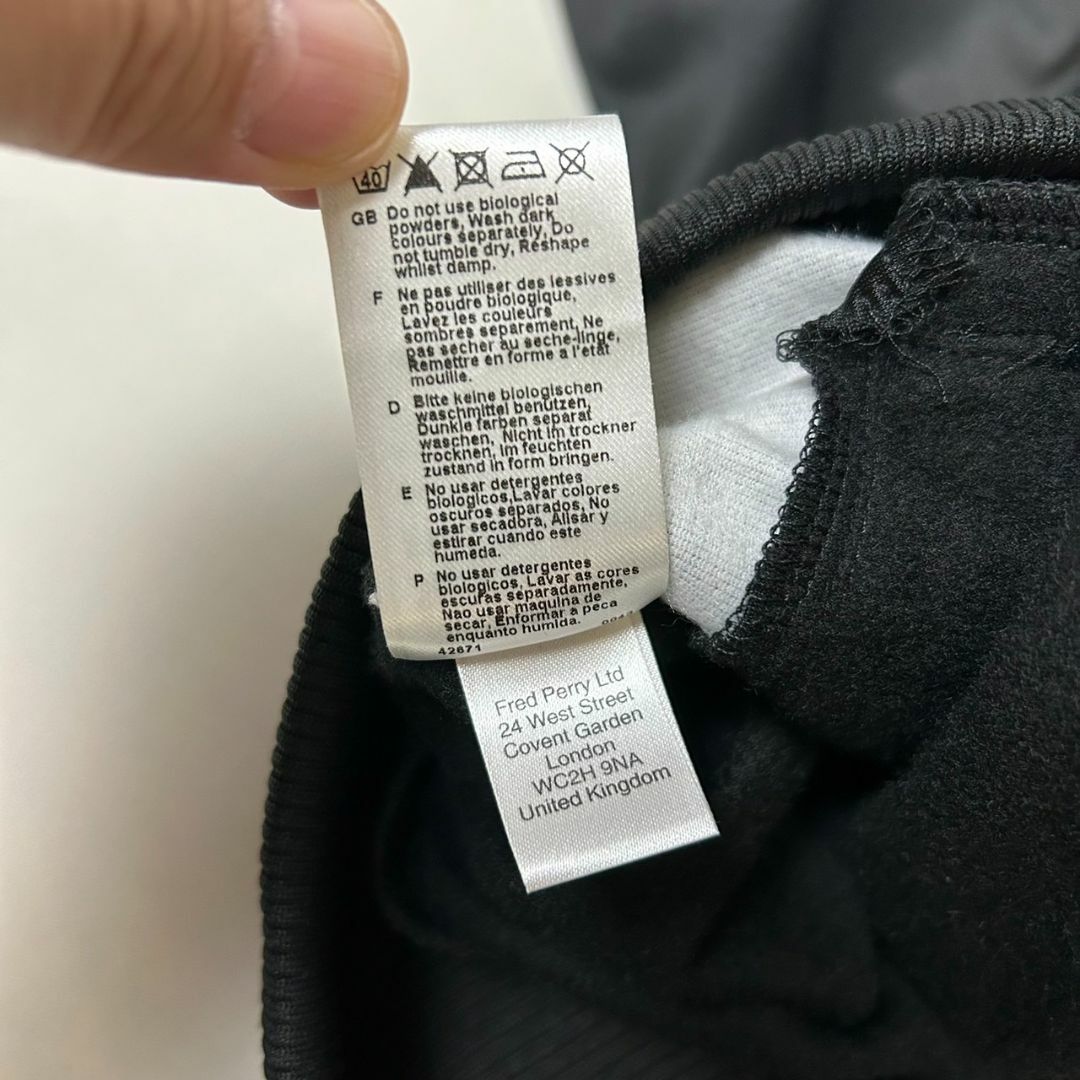 40
GB Do not use biological
powders, Wash dark
colours separately, Do
not tumble dry, Reshape
whilst damp.
F Ne pas utiliser des lessives
en poudre biologique,
Lavez les couleurs
sombres separement, Ne
pas secher au seche-linge,
Remettre en forme a l'etat
mouille.
D Bitte keine biologischen
waschmittel benutzen,
Dunkle farben separat
waschen, Nicht im trockner
trocknen, Im feuchten
zustand in form bringen.
E No usar detergentes
biologicos,Lavar colores
oscuros separados, No
usar secadora, Alisar y
estirar cuando este
humeda.
P No usar detergentes
biologicos, Lavar as cores
escuras separadamente,
Nao usar maquina de
secar, Enformar a peca
enquanto humida.
42671
Fred Perry Ltd
24 West Street
Covent Garden
London
WC2H 9NA
United Kingdom